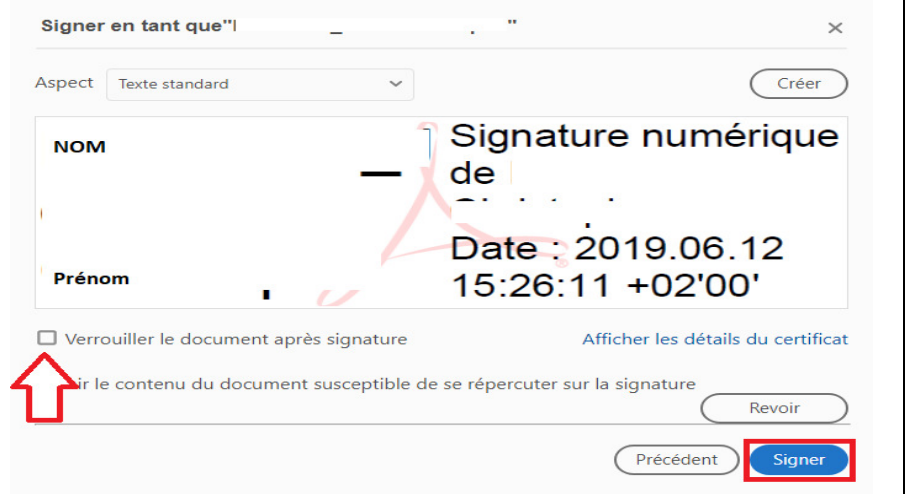 Signer en tant que" "
Aspect Texte standard
Créer
NOM
Signature numérique
de
Date : 2019.06.12
Prénom
15:26:11 +02'00'
Verrouiller le document après signature
Afficher les détails du certificat
le contenu du document susceptible de se répercuter sur la signature
Revoir
Précédent
Signer